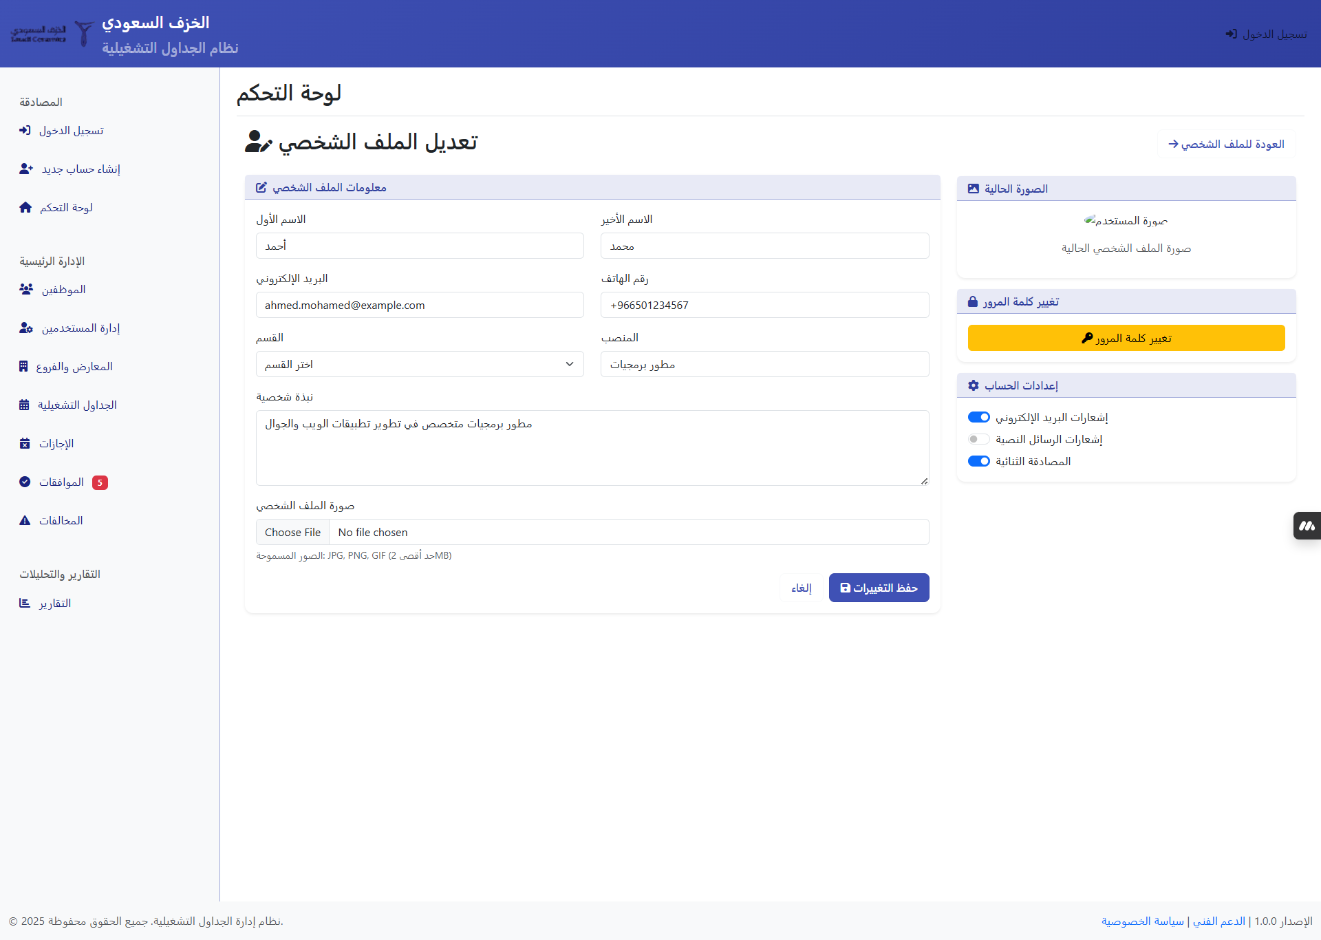 الخزف السعودي
Saudi Ceramics
الخزف السعودي
نظام الجداول التشغيلية
تسجيل الدخول
المصادقة
تسجيل الدخول
إنشاء حساب جديد
لوحة التحكم
الإدارة الرئيسية
الموظفين
إدارة المستخدمين
المعارض والفروع
الجداول التشغيلية
الإجازات
الموافقات 5
المخالفات
التقارير والتحليلات
التقارير
لوحة التحكم
تعديل الملف الشخصي
العودة للملف الشخصي
معلومات الملف الشخصي
الاسم الأول
أحمد
الاسم الأخير
محمد
البريد الإلكتروني
ahmed.mohamed@example.com
رقم الهاتف
+966501234567
القسم
اختر القسم
المنصب
مطور برمجيات
نبذة شخصية
مطور برمجيات متخصص في تطوير تطبيقات الويب والجوال
صورة الملف الشخصي
Choose File No file chosen
الصور المسموحة: JPG, PNG, GIF (حد أقصى 2MB)
حفظ التغييرات
إلغاء
الصورة الحالية
صورة المستخدم
صورة الملف الشخصي الحالية
تغيير كلمة المرور
تغيير كلمة المرور
إعدادات الحساب
إشعارات البريد الإلكتروني
إشعارات الرسائل النصية
المصادقة الثنائية
© 2025 نظام إدارة الجداول التشغيلية. جميع الحقوق محفوظة.
الإصدار 1.0.0 | الدعم الفني | سياسة الخصوصية